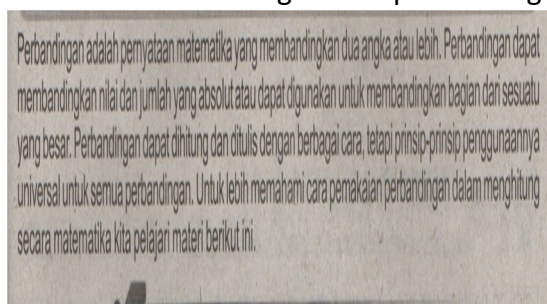 Perbandingan adalah pernyataan matematika yang membandingkan dua angka atau lebih. Perbandingan dapat
membandingkan nilai dan jumlah yang absolut atau dapat digunakan untuk membandingkan bagian dari sesuatu
yang besar. Perbandingan dapat dihitung dan ditulis dengan berbagai cara, tetapi prinsip-prinsip penggunaannya
universal untuk semua perbandingan. Untuk lebih memahami cara pemakaian perbandingan dalam menghitung
secara matematika kita pelajari materi berikut ini.